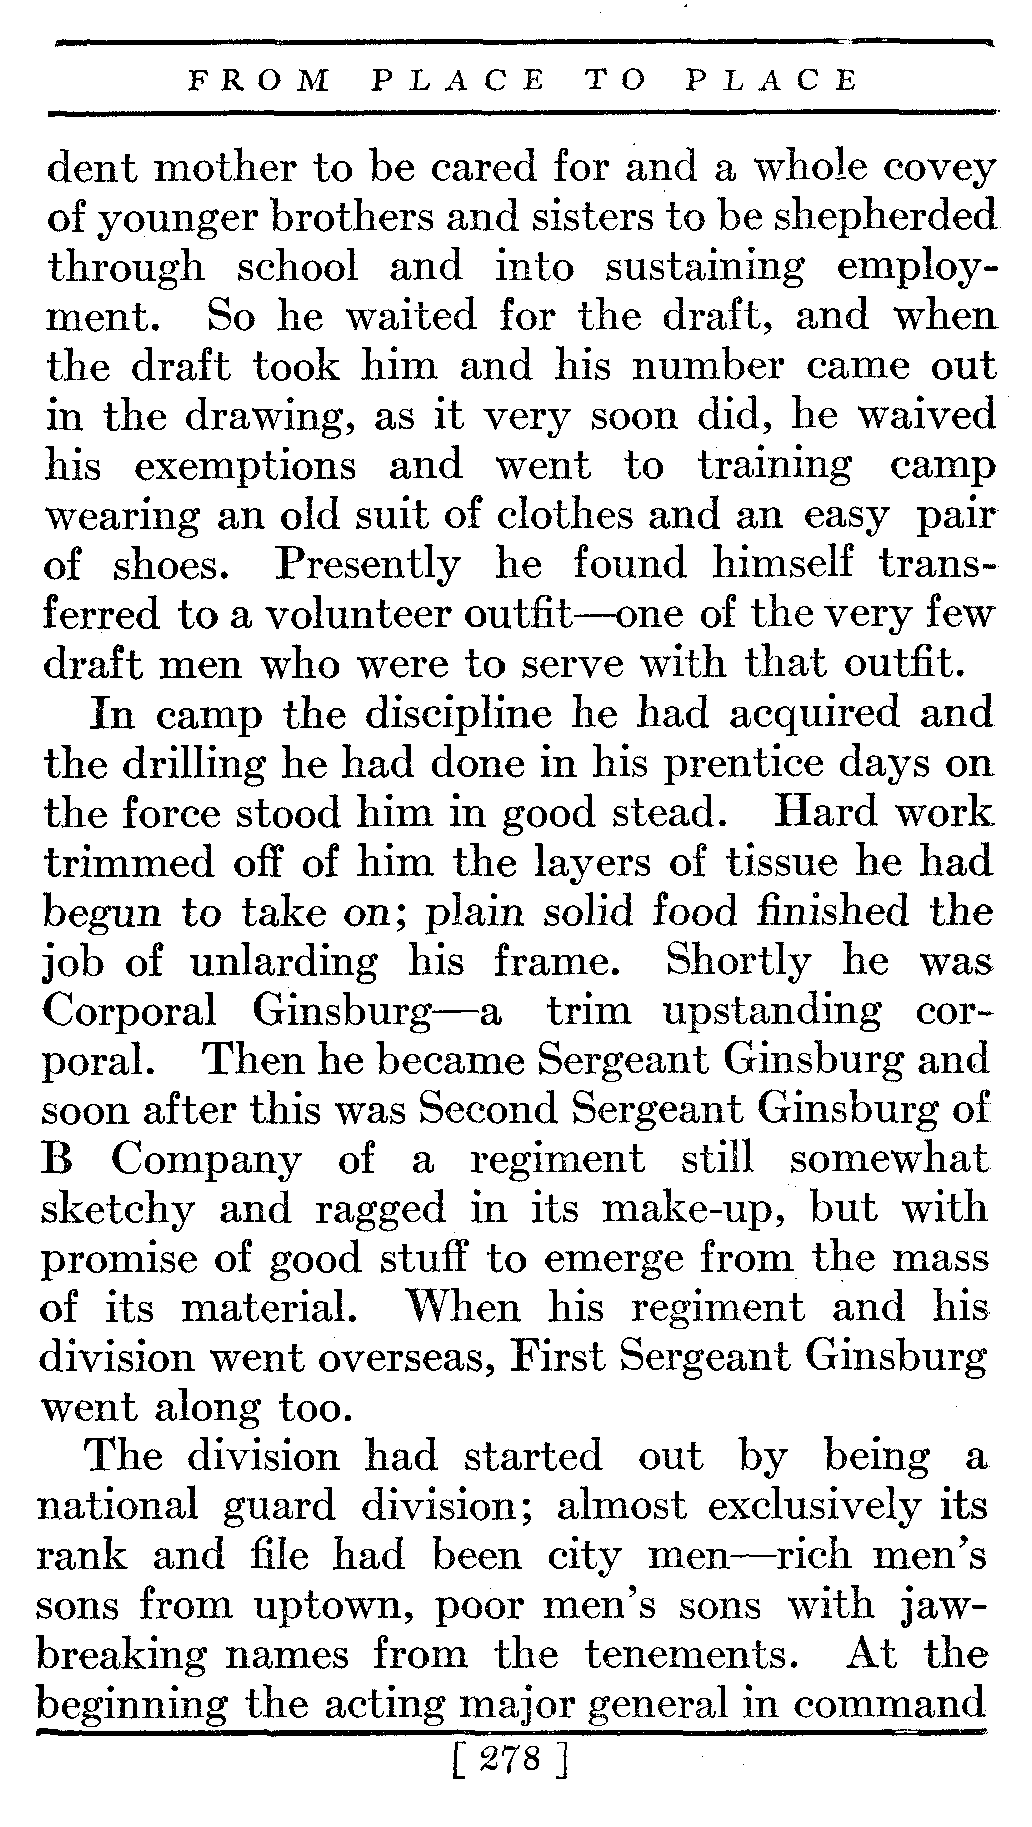 FROM PLACE TO PLACE
dent mother to be cared for and a whole covey
of younger brothers and sisters to be shepherded
through school and into sustaining employ-
ment. So he waited for the draft, and when
the draft took him and his number came out
in the drawing, as it very soon did, he waived
his exemptions and went to training camp
wearing an old suit of clothes and an easy pair
of shoes. Presently he found himself trans-
ferred to a volunteer outfit—one of the very few
draft men who were to serve with that outfit.
In camp the discipline he had acquired and
the drilling he had done in his prentice days on
the force stood him in good stead. Hard work
trimmed off of him the layers of tissue he had
begun to take on; plain solid food finished the
job of unlarding his frame. Shortly he was
Corporal Ginsburg—a trim upstanding cor-
poral. Then he became Sergeant Ginsburg and
soon after this was Second Sergeant Ginsburg of
B Company of a regiment still somewhat
sketchy and ragged in its make-up, but with
promise of good stuff to emerge from the mass
of its material. When his regiment and his
division went overseas, First Sergeant Ginsburg
went along too.
The division had started out by being a
national guard division; almost exclusively its
rank and file had been city men—rich men's
sons from uptown, poor men's sons with jaw-
breaking names from the tenements. At the
beginning the acting major general in command
[ 278 ]